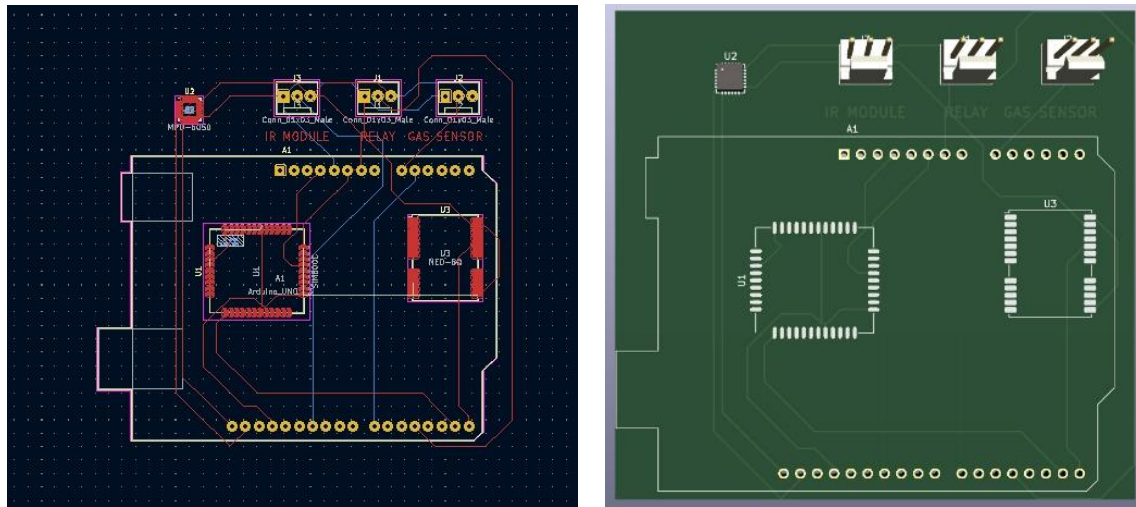 J3
J1
J2
U2
MPU-6050
Conn_01x03_Male
Conn_01x03_Male
Conn_01x03_Male
IR MODULE
RELAY
GAS SENSOR
A1
U3
U3
NEO-6M
U1
U1
A1
Arduino_UNO
SIM800C
U2
IR MODULE
RELAY
GAS SENSOR
A1
U3
U1